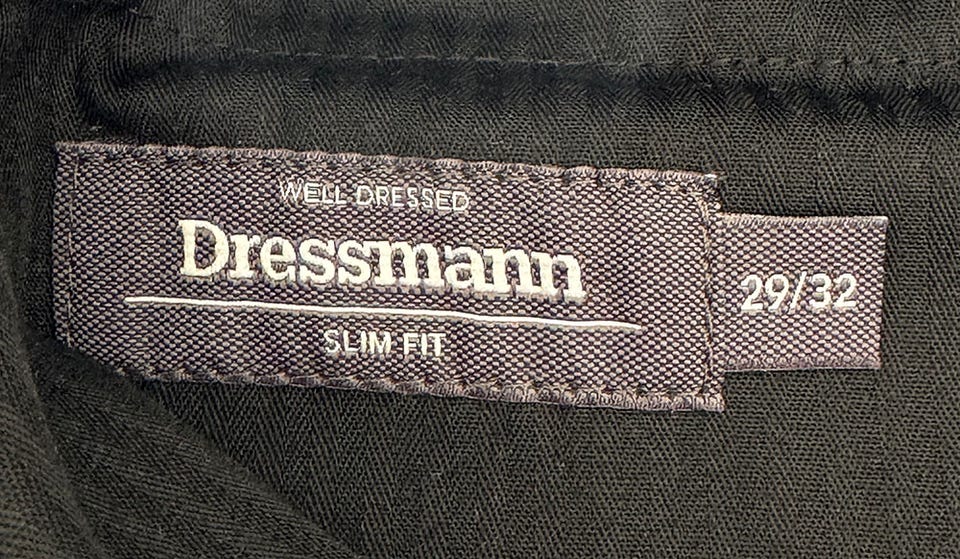 WELL DRESSED
Dressmann
SLIM FIT
29/32